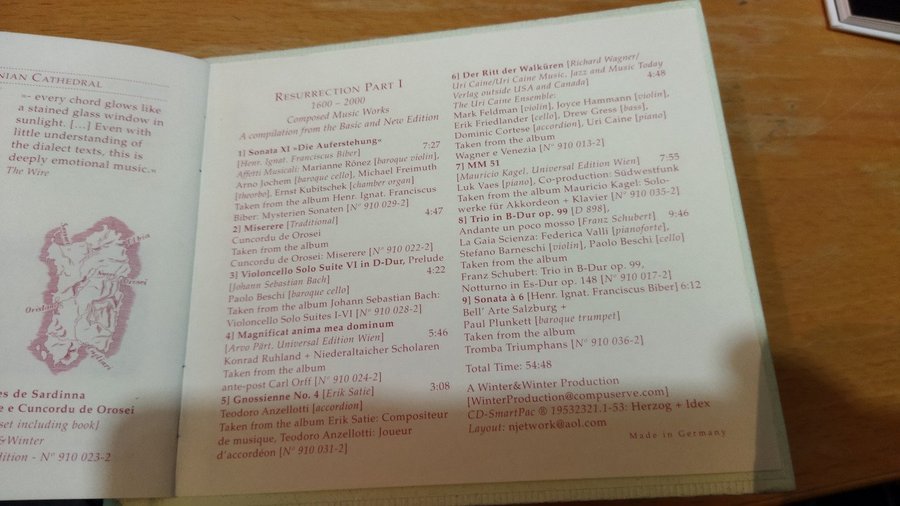 NIAN CATHEDRAL
»- every chord glows like
a stained glass window in
sunlight. [...] Even with
little understanding of
the dialect texts, this is
deeply emotional music.«
The Wire
Olbia
Nuoro
Orosei
Cagliari
es de Sardinna
e e Cuncordu de Orosei
set including book]
&Winter
dition - Nº 910 023-2
RESURRECTION PART I
1600 – 2000
Composed Music Works
A compilation from the Basic and New Edition
1] Sonata XI »Die Auferstehung« 7:27
[Henr. Ignat. Franciscus Biber]
Affetti Musicali: Marianne Rônez [baroque violin],
Arno Jochem [baroque cello], Michael Freimuth
[theorbo], Ernst Kubitschek [chamber organ]
Taken from the album Henr. Ignat. Franciscus
Biber: Mysterien Sonaten [Nº 910 029-2]
2] Miserere [Traditional] 4:47
Cuncordu de Orosei
Taken from the album
Cuncordu de Orosei: Miserere [Nº 910 022-2]
3] Violoncello Solo Suite VI in D-Dur, Prelude
[Johann Sebastian Bach] 4:22
Paolo Beschi [baroque cello]
Taken from the album Johann Sebastian Bach:
Violoncello Solo Suites I-VI [Nº 910 028-2]
4] Magnificat anima mea dominum
[Arvo Pärt, Universal Edition Wien] 5:46
Konrad Ruhland + Niederaltaicher Scholaren
Taken from the album
ante-post Carl Orff [Nº 910 024-2]
5] Gnossienne No. 4 [Erik Satie] 3:08
Teodoro Anzellotti [accordion]
Taken from the album Erik Satie: Compositeur
de musique, Teodoro Anzellotti: Joueur
d'accordéon [Nº 910 031-2]
6] Der Ritt der Walküren [Richard Wagner/
Uri Caine/Uri Caine Music, Jazz and Music Today
Verlag outside USA and Canada] 4:48
The Uri Caine Ensemble:
Mark Feldman [violin], Joyce Hammann [violin],
Erik Friedlander [cello], Drew Gress [bass],
Dominic Cortese [accordion], Uri Caine [piano]
Taken from the album
Wagner e Venezia [Nº 910 013-2]
7] MM 51 7:55
[Mauricio Kagel, Universal Edition Wien]
Luk Vaes [piano], Co-production: Südwestfunk
Taken from the album Mauricio Kagel: Solo-
werke für Akkordeon + Klavier [Nº 910 035-2]
8] Trio in B-Dur op. 99 [D 898],
Andante un poco mosso [Franz Schubert] 9:46
La Gaia Scienza: Federica Valli [pianoforte],
Stefano Barneschi [violin], Paolo Beschi [cello]
Taken from the album
Franz Schubert: Trio in B-Dur op. 99,
Notturno in Es-Dur op. 148 [Nº 910 017-2]
9] Sonata à 6 [Henr. Ignat. Franciscus Biber] 6:12
Bell' Arte Salzburg +
Paul Plunkett [baroque trumpet]
Taken from the album
Tromba Triumphans [Nº 910 036-2]
Total Time: 54:48
A Winter&Winter Production
[WinterProduction@compuserve.com]
CD-SmartPac ® 19532321.1-53: Herzog + Idex
Layout: njetwork@aol.com
Made in Germany